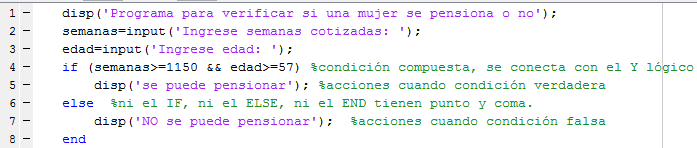 1 - disp('Programa para verificar si una mujer se pensiona o no');
2 - semanas=input('Ingrese semanas cotizadas: ');
3 - edad=input('Ingrese edad: ');
4 - if (semanas>=1150 && edad>=57) %condición compuesta, se conecta con el Y lógico
5 - disp('se puede pensionar'); %acciones cuando condición verdadera
6 - else %ni el IF, ni el ELSE, ni el END tienen punto y coma.
7 - disp('NO se puede pensionar'); %acciones cuando condición falsa
8 - end